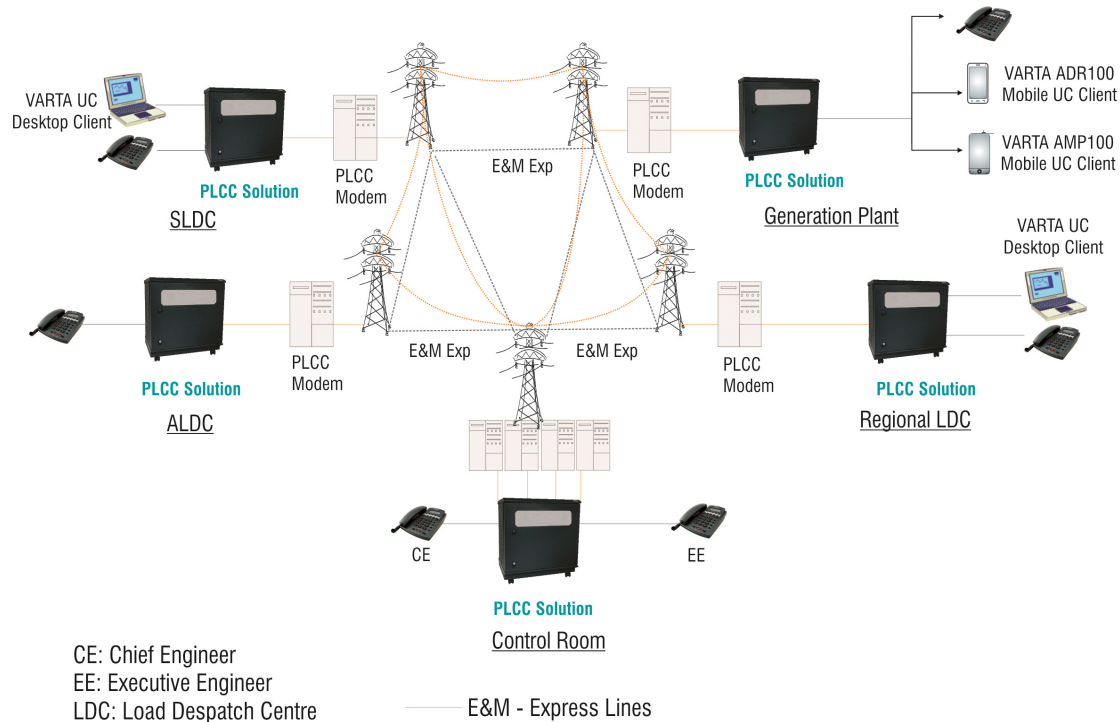 VARTA UC
Desktop Client
PLCC Solution
SLDC
PLCC
Modem
E&M Exp
PLCC
Modem
PLCC Solution
Generation Plant
VARTA ADR100
Mobile UC Client
VARTA AMP100
Mobile UC Client
VARTA UC
Desktop Client
PLCC Solution
ALDC
PLCC
Modem
E&M Exp
E&M Exp
PLCC
Modem
PLCC Solution
Regional LDC
CE
EE
PLCC Solution
Control Room
CE: Chief Engineer
EE: Executive Engineer
LDC: Load Despatch Centre
E&M - Express Lines